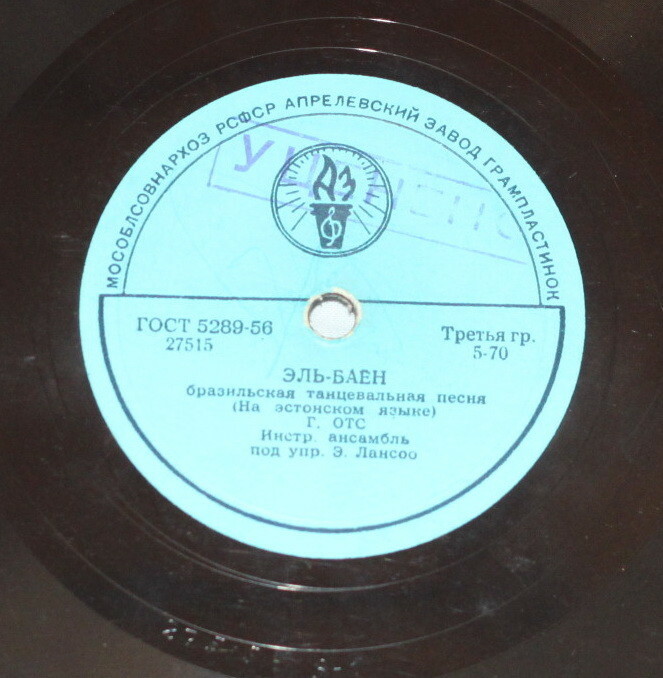 МОСОБЛСОВНАРХОЗ РСФСР АПРЕЛЕВСКИЙ ЗАВОД ГРАМПЛАСТИНОК
УЦЕНЕНО
АЗ
ГОСТ 5289-56
27515
Третья гр.
5-70
ЭЛЬ-БАЕН
бразильская танцевальная песня
(На эстонском языке)
Г. ОТС
Инстр. ансамбль
под упр. Э. Лансоо